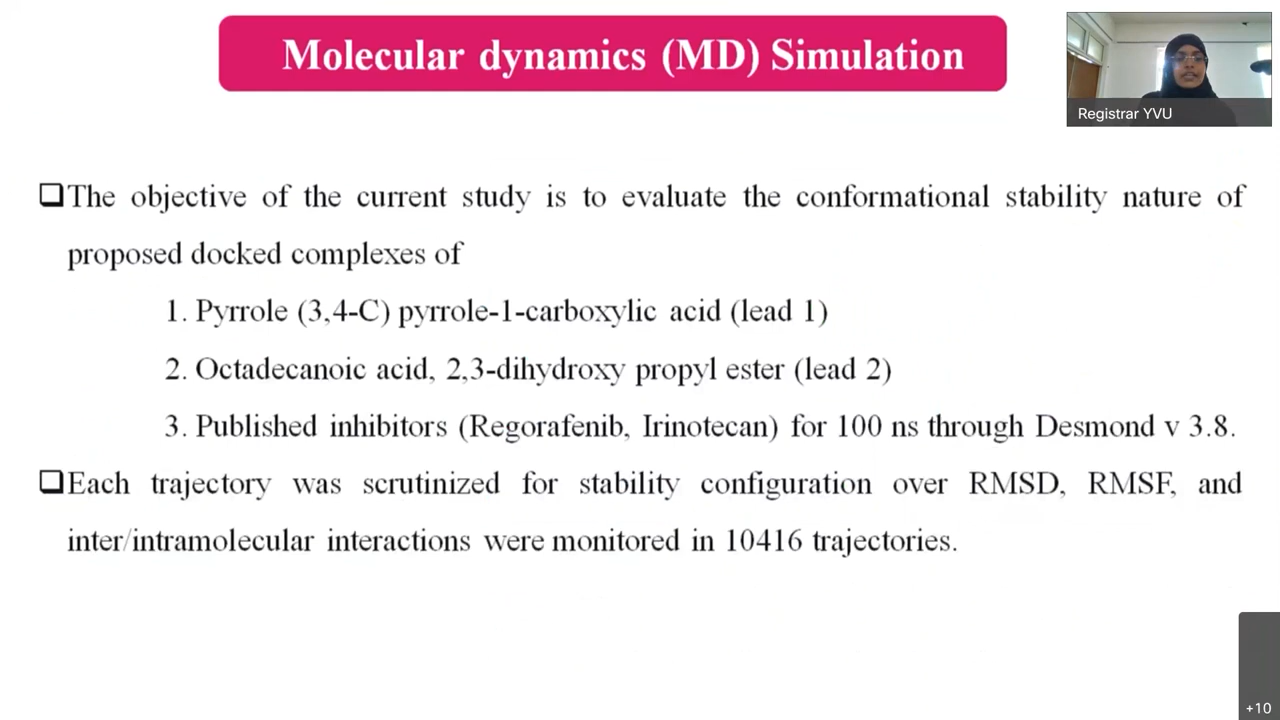 Molecular dynamics (MD) Simulation
Registrar YVU
❑The objective of the current study is to evaluate the conformational stability nature of
proposed docked complexes of
1. Pyrrole (3,4-C) pyrrole-1-carboxylic acid (lead 1)
2. Octadecanoic acid, 2,3-dihydroxy propyl ester (lead 2)
3. Published inhibitors (Regorafenib, Irinotecan) for 100 ns through Desmond v 3.8.
❑Each trajectory was scrutinized for stability configuration over RMSD, RMSF, and
inter/intramolecular interactions were monitored in 10416 trajectories.
+10